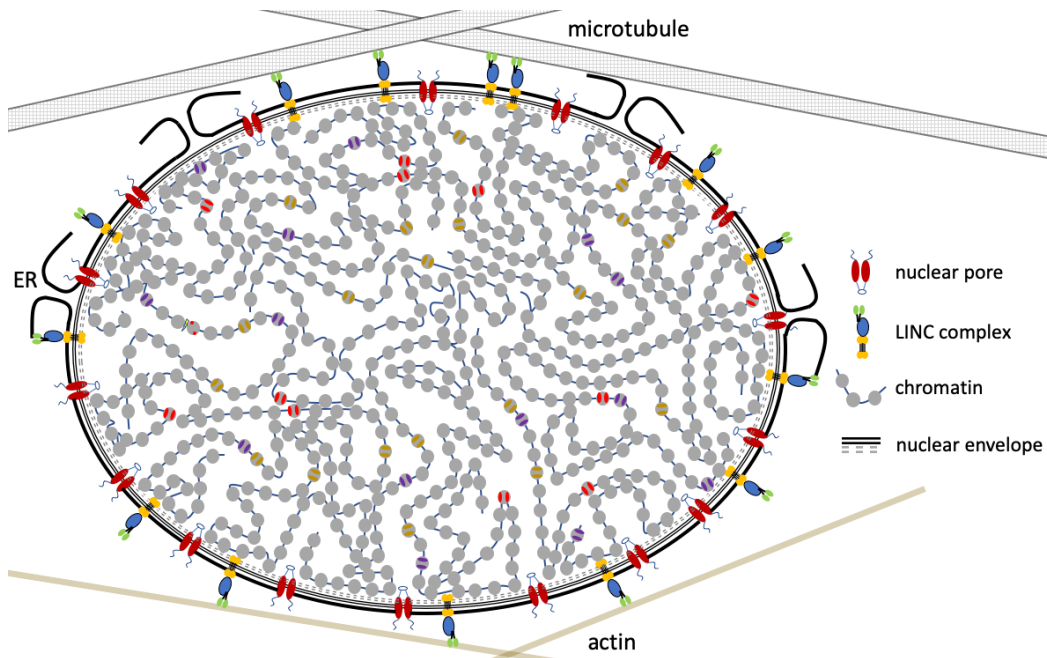 microtubule
ER
nuclear pore
LINC complex
chromatin
nuclear envelope
actin